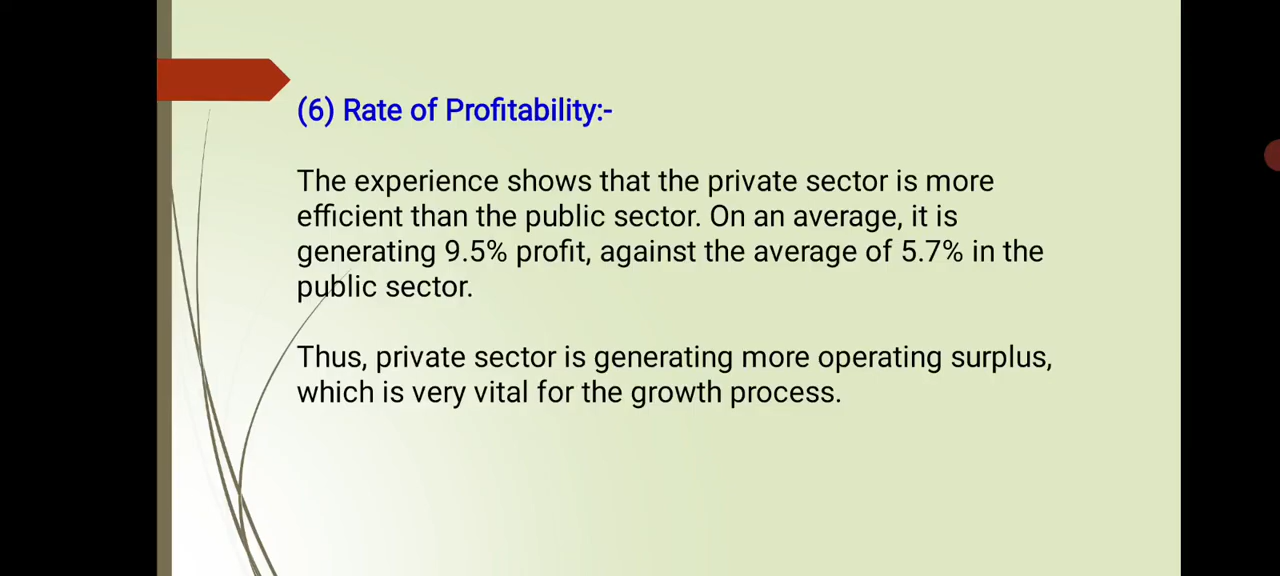 (6) Rate of Profitability:-
The experience shows that the private sector is more
efficient than the public sector. On an average, it is
generating 9.5% profit, against the average of 5.7% in the
public sector.
Thus, private sector is generating more operating surplus,
which is very vital for the growth process.